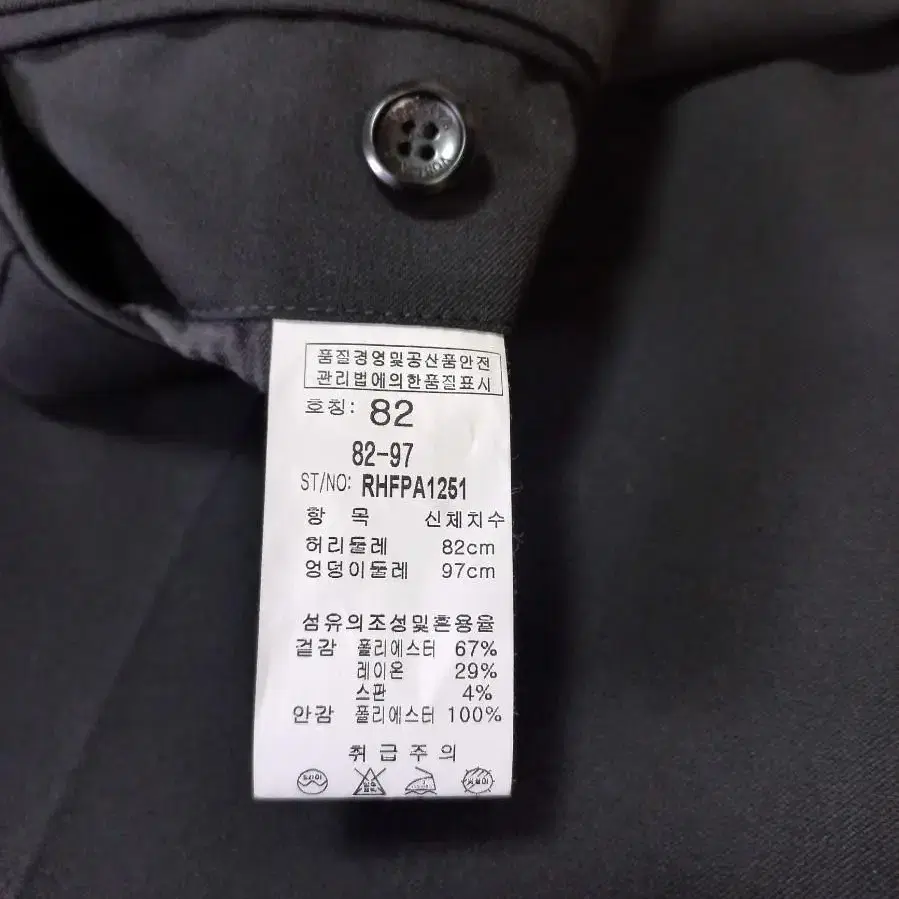 품질경영및공산품안전
관리법에의한품질표시
호칭: 82
82-97
ST/NO: RHFPA1251
항 목 신체치수
허리둘레 82cm
엉덩이둘레 97cm
섬유의조성및혼용율
겉감 폴리에스터 67%
레이온 29%
스판 4%
안감 폴리에스터 100%
취급주의
드라이